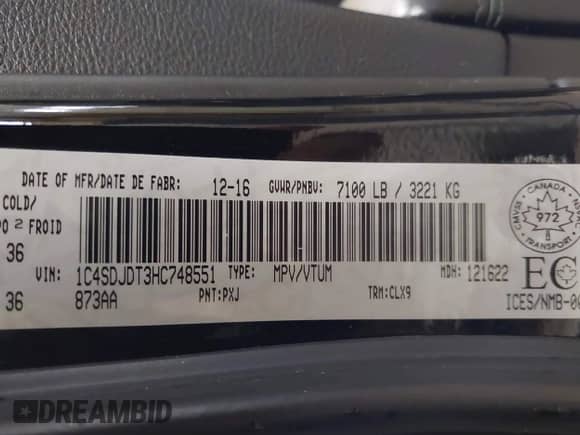 DATE OF MFR/DATE DE FABR: 12-16 GVWR/PNBV: 7100 LB / 3221 KG
COLD/
2 FROID
36
VIN: 1C4SDJDT3HC748551 TYPE: MPV/VTUM MDH: 121622
36 873AA PNT:PXJ TRM:CLX9
CANADA
CMVSS NSVAC
972
TRANSPORT
EC
ICES/NMB-00
DREAMBID